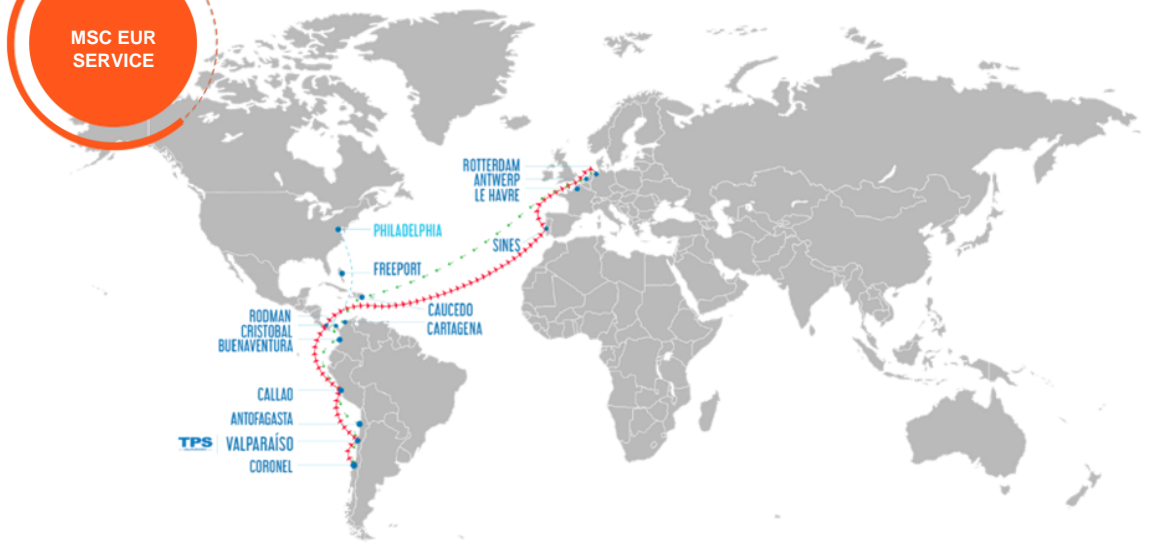 MSC EUR
SERVICE
ROTTERDAM
ANTWERP
LE HAVRE
PHILADELPHIA
SINES
FREEPORT
CAUCEDO
CARTAGENA
RODMAN
CRISTOBAL
BUENAVENTURA
CALLAO
ANTOFAGASTA
TPS VALPARAÍSO
CORONEL